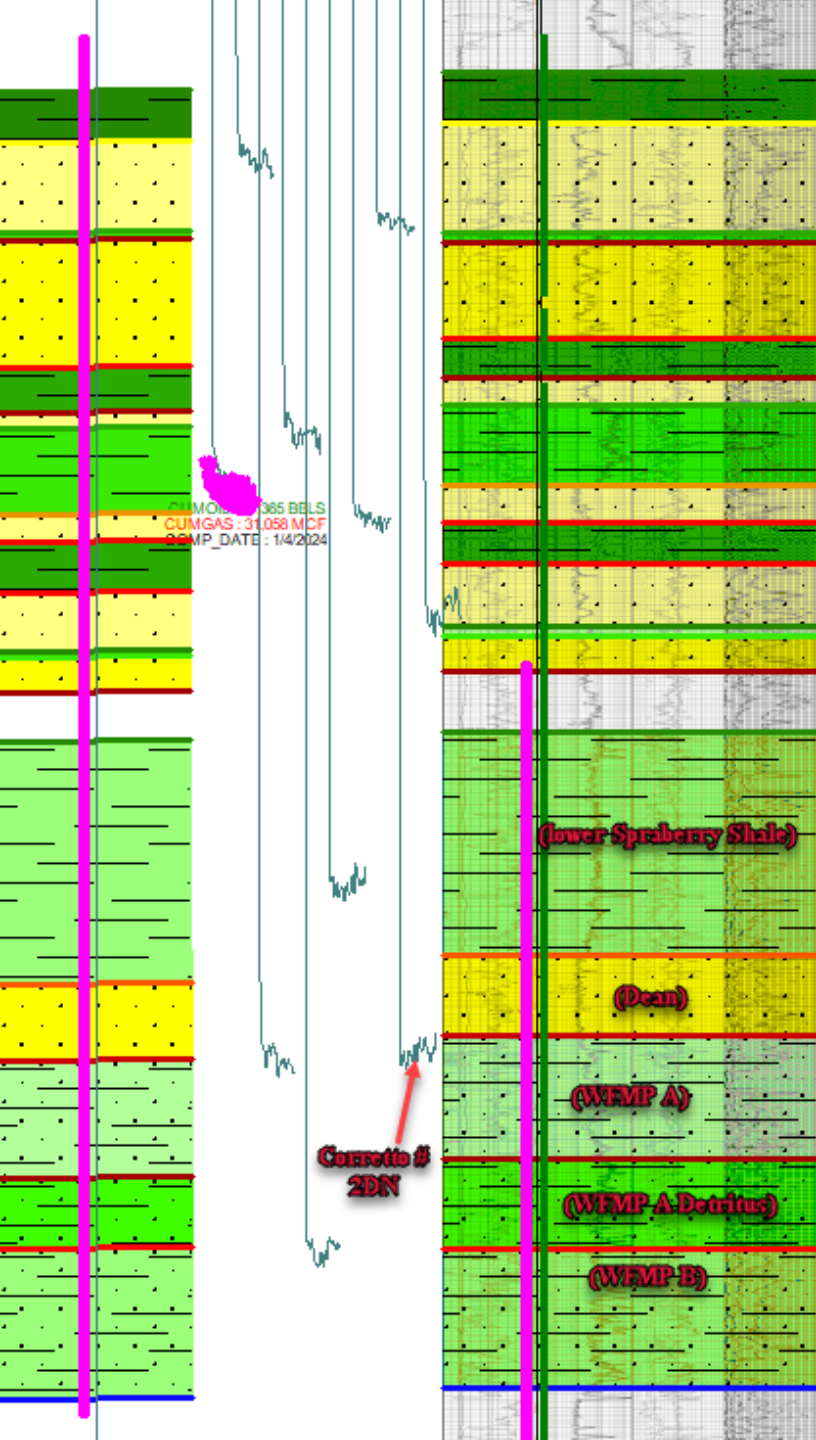 365 BBLS
CUMGAS : 31,058 MCF
COMP_DATE : 1/4/2024
(lower Spraberry Shale)
(Dean)
(WFMP A)
Corretto #
2DN
(WFMP A Detritus)
(WFMP B)